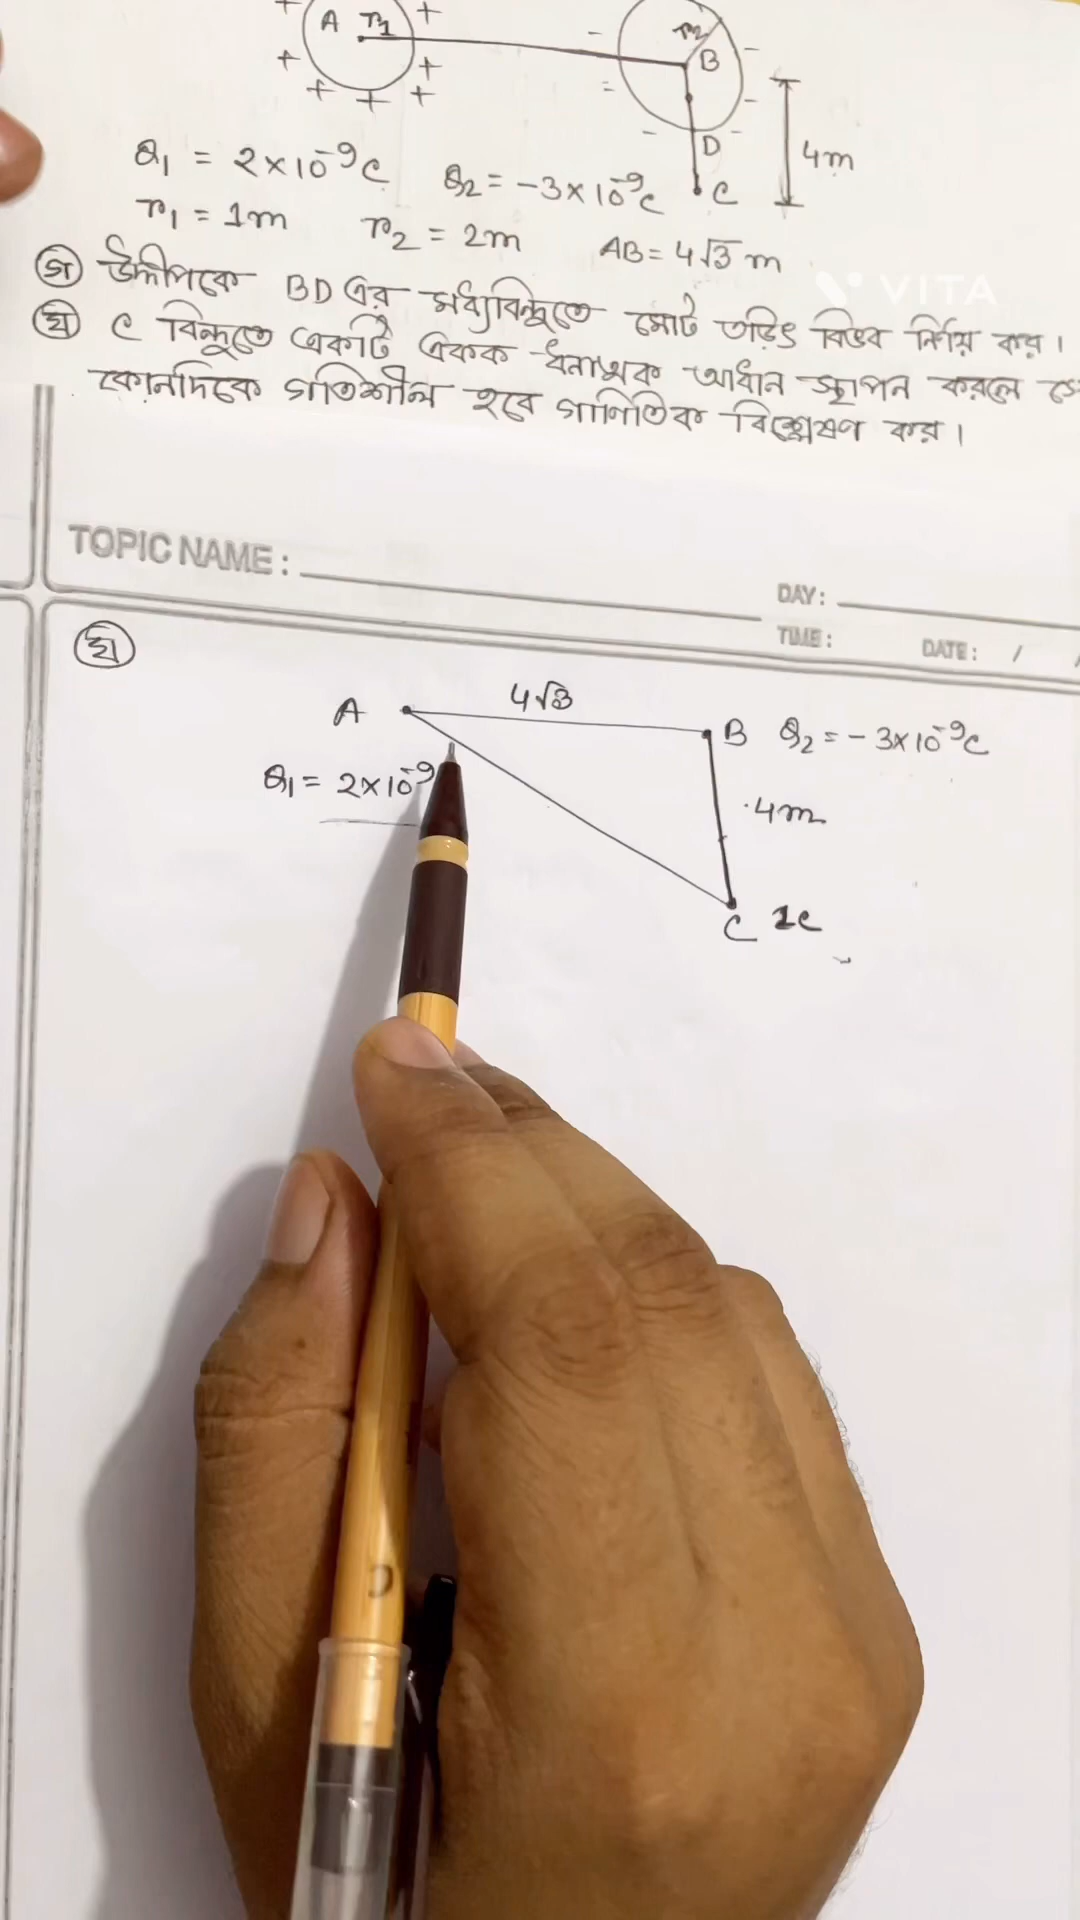 A r₁
r₂
B
D
4m
C
Q₁ = 2×10⁻⁹C Q₂ = -3×10⁻⁹C
r₁ = 1m r₂ = 2m AB = 4√3 m
গ উদ্দীপকে BD এর মধ্যবিন্দুতে মোট তড়িৎ বিভব নির্ণয় কর।
ঘ C বিন্দুতে একটি একক ধনাত্মক আধান স্থাপন করলে
কোনদিকে গতিশীল হবে গাণিতিক বিশ্লেষণ কর।
VITA
TOPIC NAME :
DAY :
TIME : DATE : /
ঘ
A 4√3 B Q₂ = -3×10⁻⁹C
Q₁ = 2×10⁻⁹
4m
C 1C